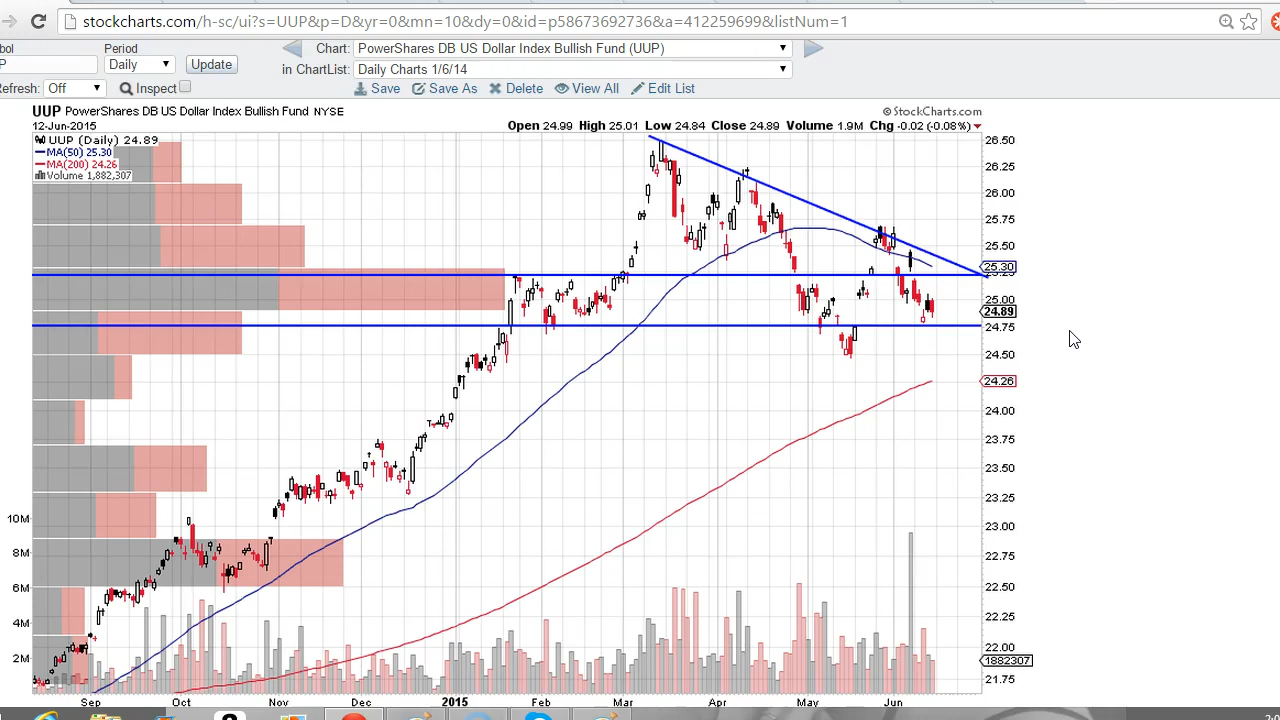 stockcharts.com/h-sc/ui?s=UUP&p=D&yr=0&mn=10&dy=0&id=p58673692736&a=412256699&listNum=1
bol Period Chart: PowerShares DB US Dollar Index Bullish Fund (UUP)
P Daily Update in ChartList: Daily Charts 1/6/14
Refresh: Off Inspect Save Save As Delete View All Edit List
UUP PowerShares DB US Dollar Index Bullish Fund NYSE © StockCharts.com
12-Jun-2015 Open 24.99 High 25.01 Low 24.84 Close 24.89 Volume 1.9M Chg -0.02 (-0.08%)
UUP (Daily) 24.89
MA(50) 25.30
MA(200) 24.26
Volume 1,882,307
26.50
26.25
26.00
25.75
25.50
25.30
25.00
24.89
24.75
24.50
24.26
24.00
23.75
23.50
23.25
10M
23.00
8M
22.75
6M
22.50
22.25
4M
22.00
2M
1882307
21.75
Sep Oct Nov Dec 2015 Feb Mar Apr May Jun